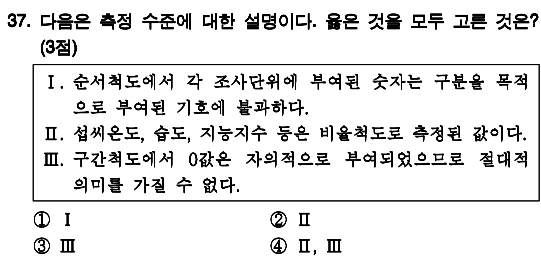 37. 다음은 측정 수준에 대한 설명이다. 옳은 것을 모두 고른 것은?
(3점)
Ⅰ. 순서척도에서 각 조사단위에 부여된 숫자는 구분을 목적
으로 부여된 기호에 불과하다.
Ⅱ. 섭씨온도, 습도, 지능지수 등은 비율척도로 측정된 값이다.
Ⅲ. 구간척도에서 0값은 자의적으로 부여되었으므로 절대적
의미를 가질 수 없다.
① Ⅰ ② Ⅱ
③ Ⅲ ④ Ⅱ, Ⅲ